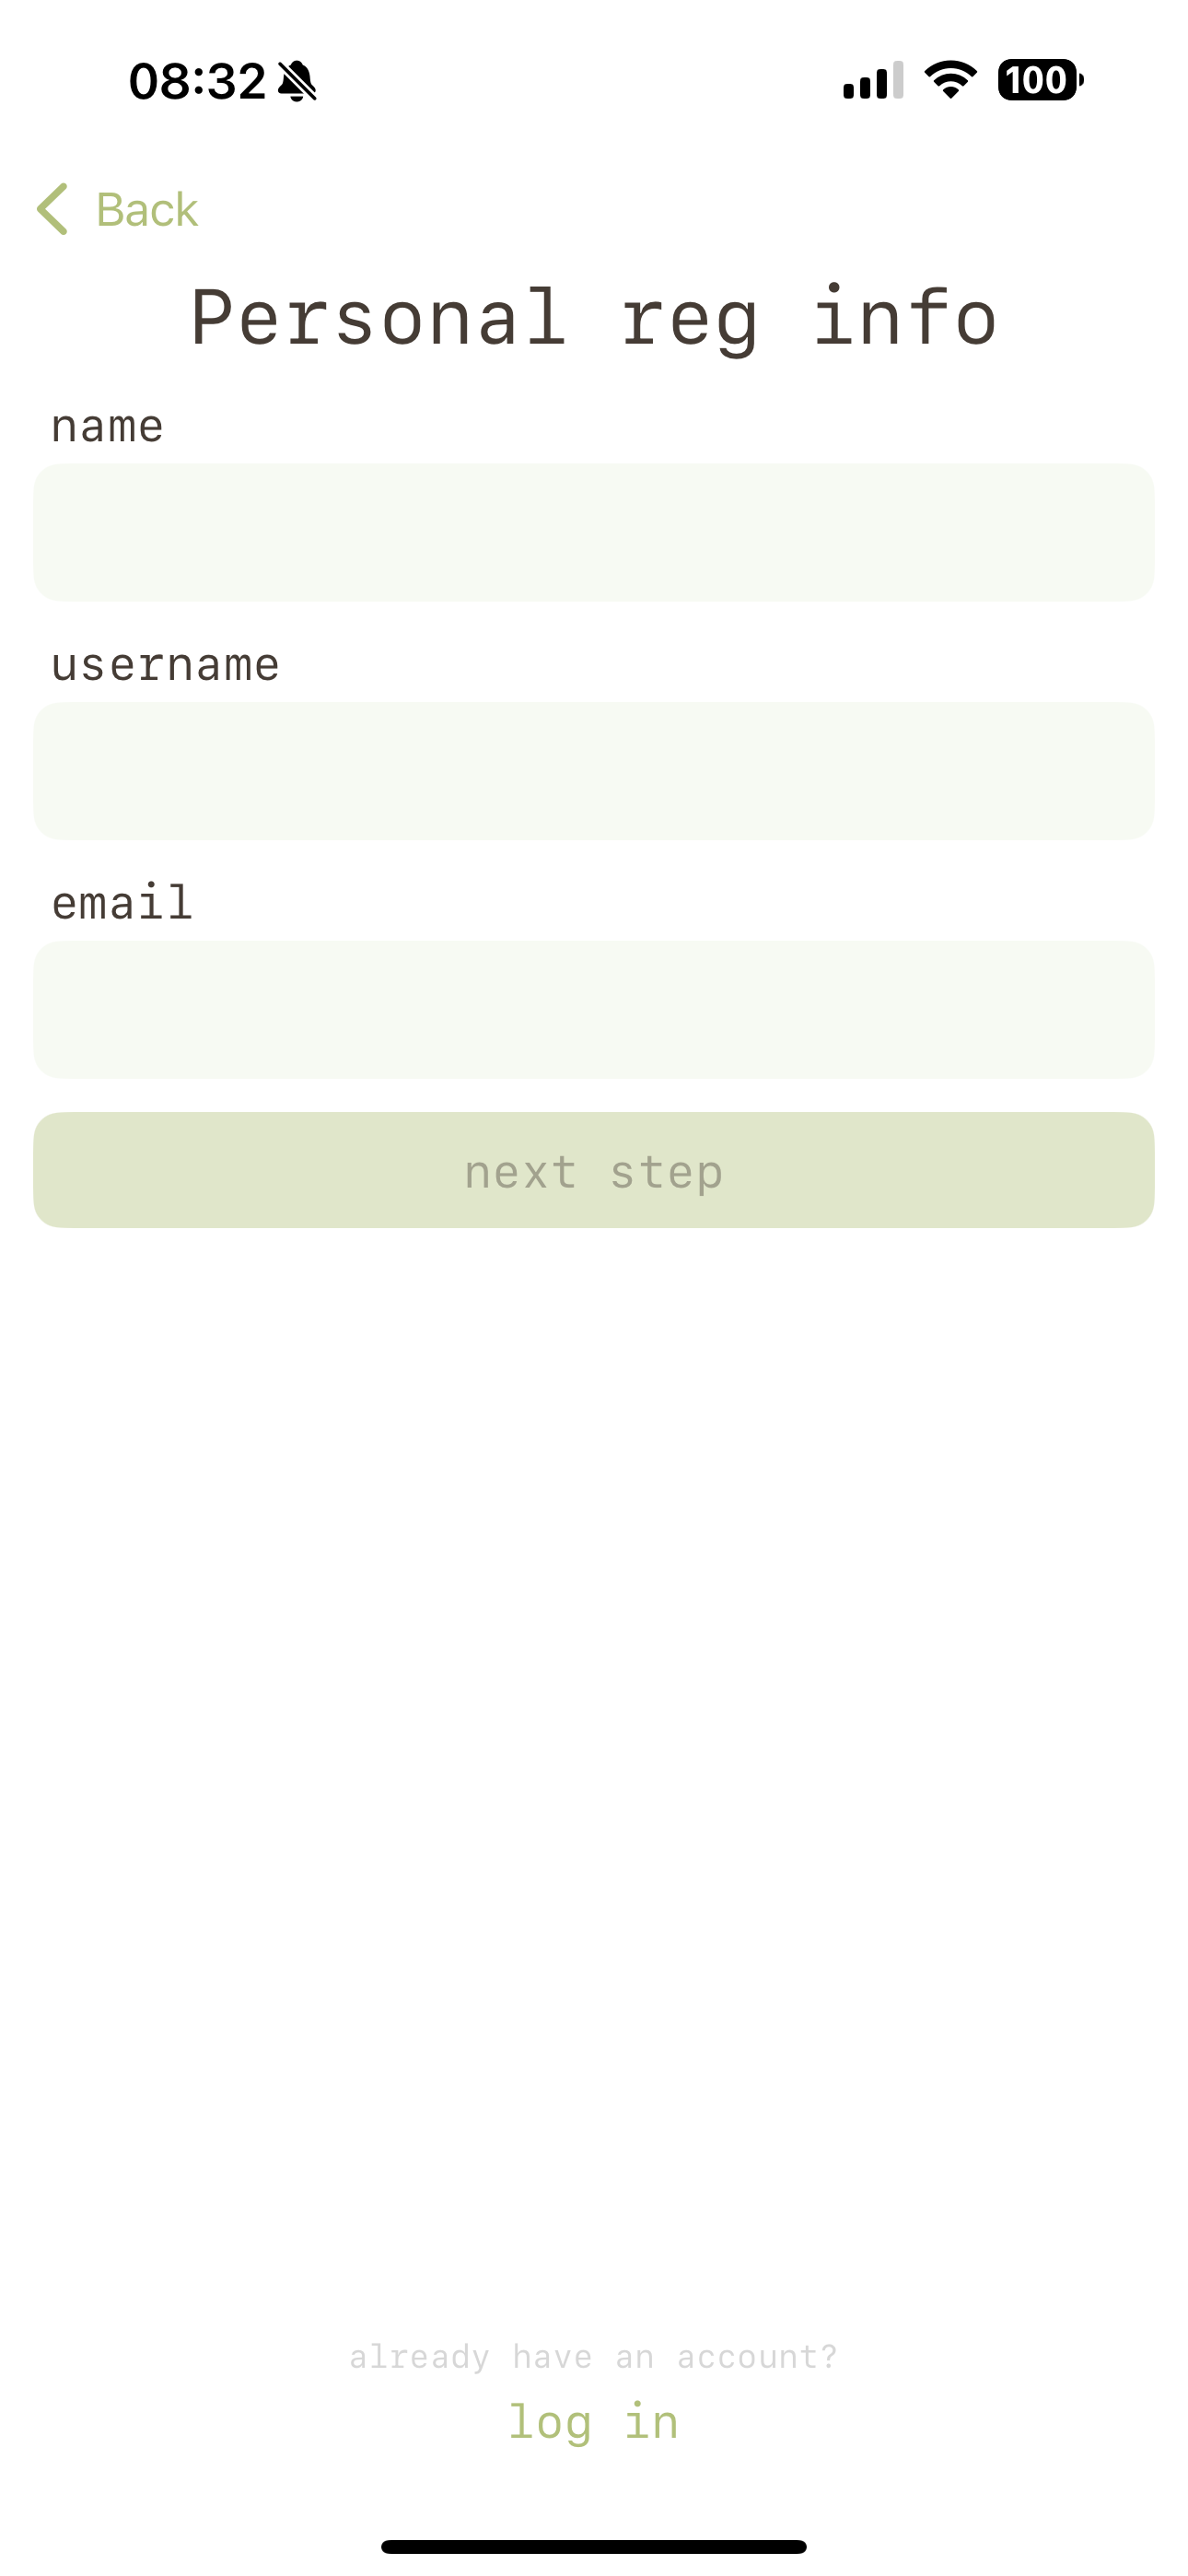 08:32
100
Back
Personal reg info
name
username
email
next step
already have an account?
log in